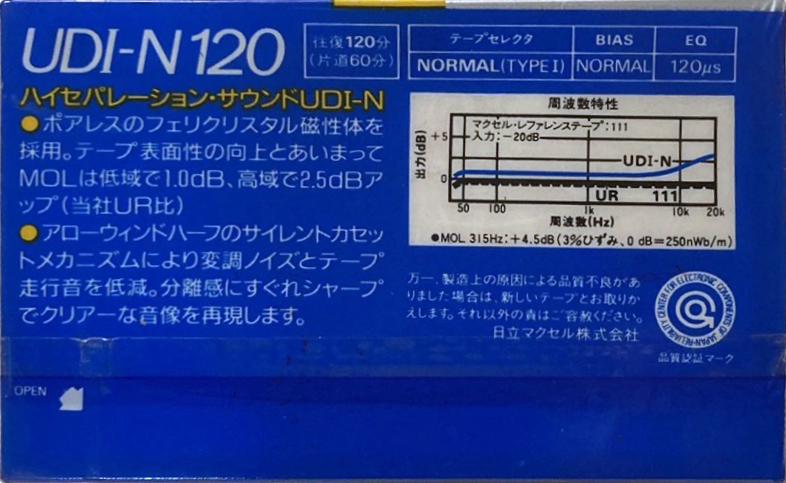 UDI-N 120
往復120分
(片道60分)
テープセレクタ BIAS EQ
NORMAL(TYPE I) NORMAL 120μs
ハイセパレーション・サウンドUDI-N
●ポアレスのフェリクリスタル磁性体を
採用。テープ表面性の向上とあいまって
MOLは低域で1.0dB、高域で2.5dBア
ップ(当社UR比)
●アローウィンドハーフのサイレントカセッ
トメカニズムにより変調ノイズとテープ
走行音を低減。分離感にすぐれシャープ
でクリアーな音像を再現します。
周波数特性
マクセル・レファレンステープ:111
入力:-20dB
出力(dB)
+5
0
UDI-N
UR 111
50 100 1k 10k 20k
周波数(Hz)
●MOL 315Hz:+4.5dB(3%ひずみ、0 dB=250nWb/m)
万一、製造上の原因による品質不良があ
りました場合は、新しいテープとお取りか
えします。それ以外の責はご容赦ください。
日立マクセル株式会社
RELIABILITY CENTER FOR ELECTRONIC COMPONENTS OF JAPAN
品質認証マーク
OPEN